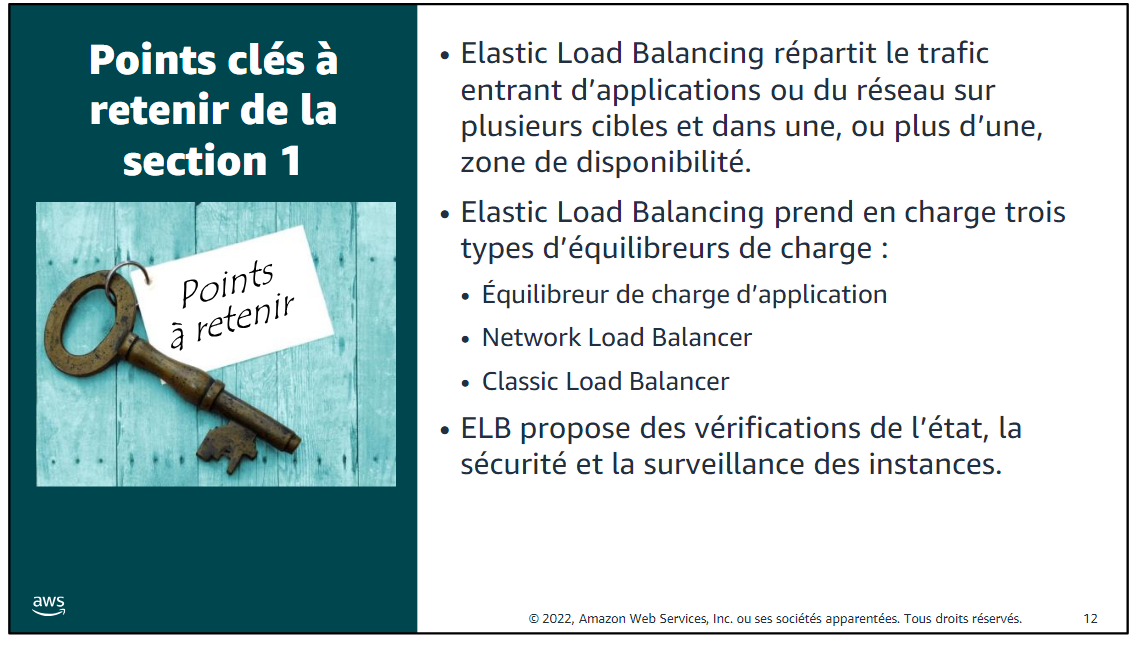 Points clés à
retenir de la
section 1
Points
à retenir
aws
• Elastic Load Balancing répartit le trafic
entrant d’applications ou du réseau sur
plusieurs cibles et dans une, ou plus d’une,
zone de disponibilité.
• Elastic Load Balancing prend en charge trois
types d’équilibreurs de charge :
• Équilibreur de charge d’application
• Network Load Balancer
• Classic Load Balancer
• ELB propose des vérifications de l’état, la
sécurité et la surveillance des instances.
© 2022, Amazon Web Services, Inc. ou ses sociétés apparentées. Tous droits réservés. 12